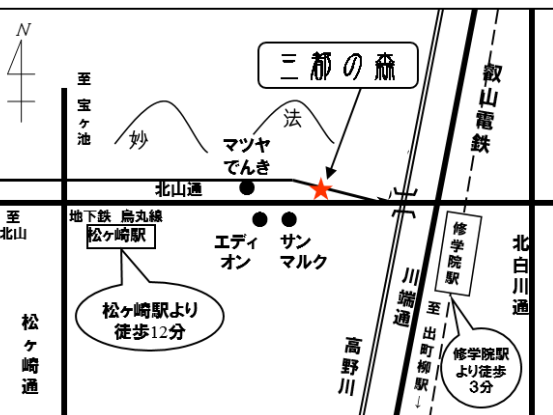 N
至
宝
ヶ
池
三都の森
妙
法
マツヤ
でんき
叡山電鉄
北山通
至
北山
地下鉄 烏丸線
松ヶ崎駅
エディ
オン
サン
マルク
修学院駅
北白川通
川端通
松ヶ崎駅より
徒歩12分
至 出町柳駅→
松ヶ崎通
高野川
修学院駅
より徒歩
3分